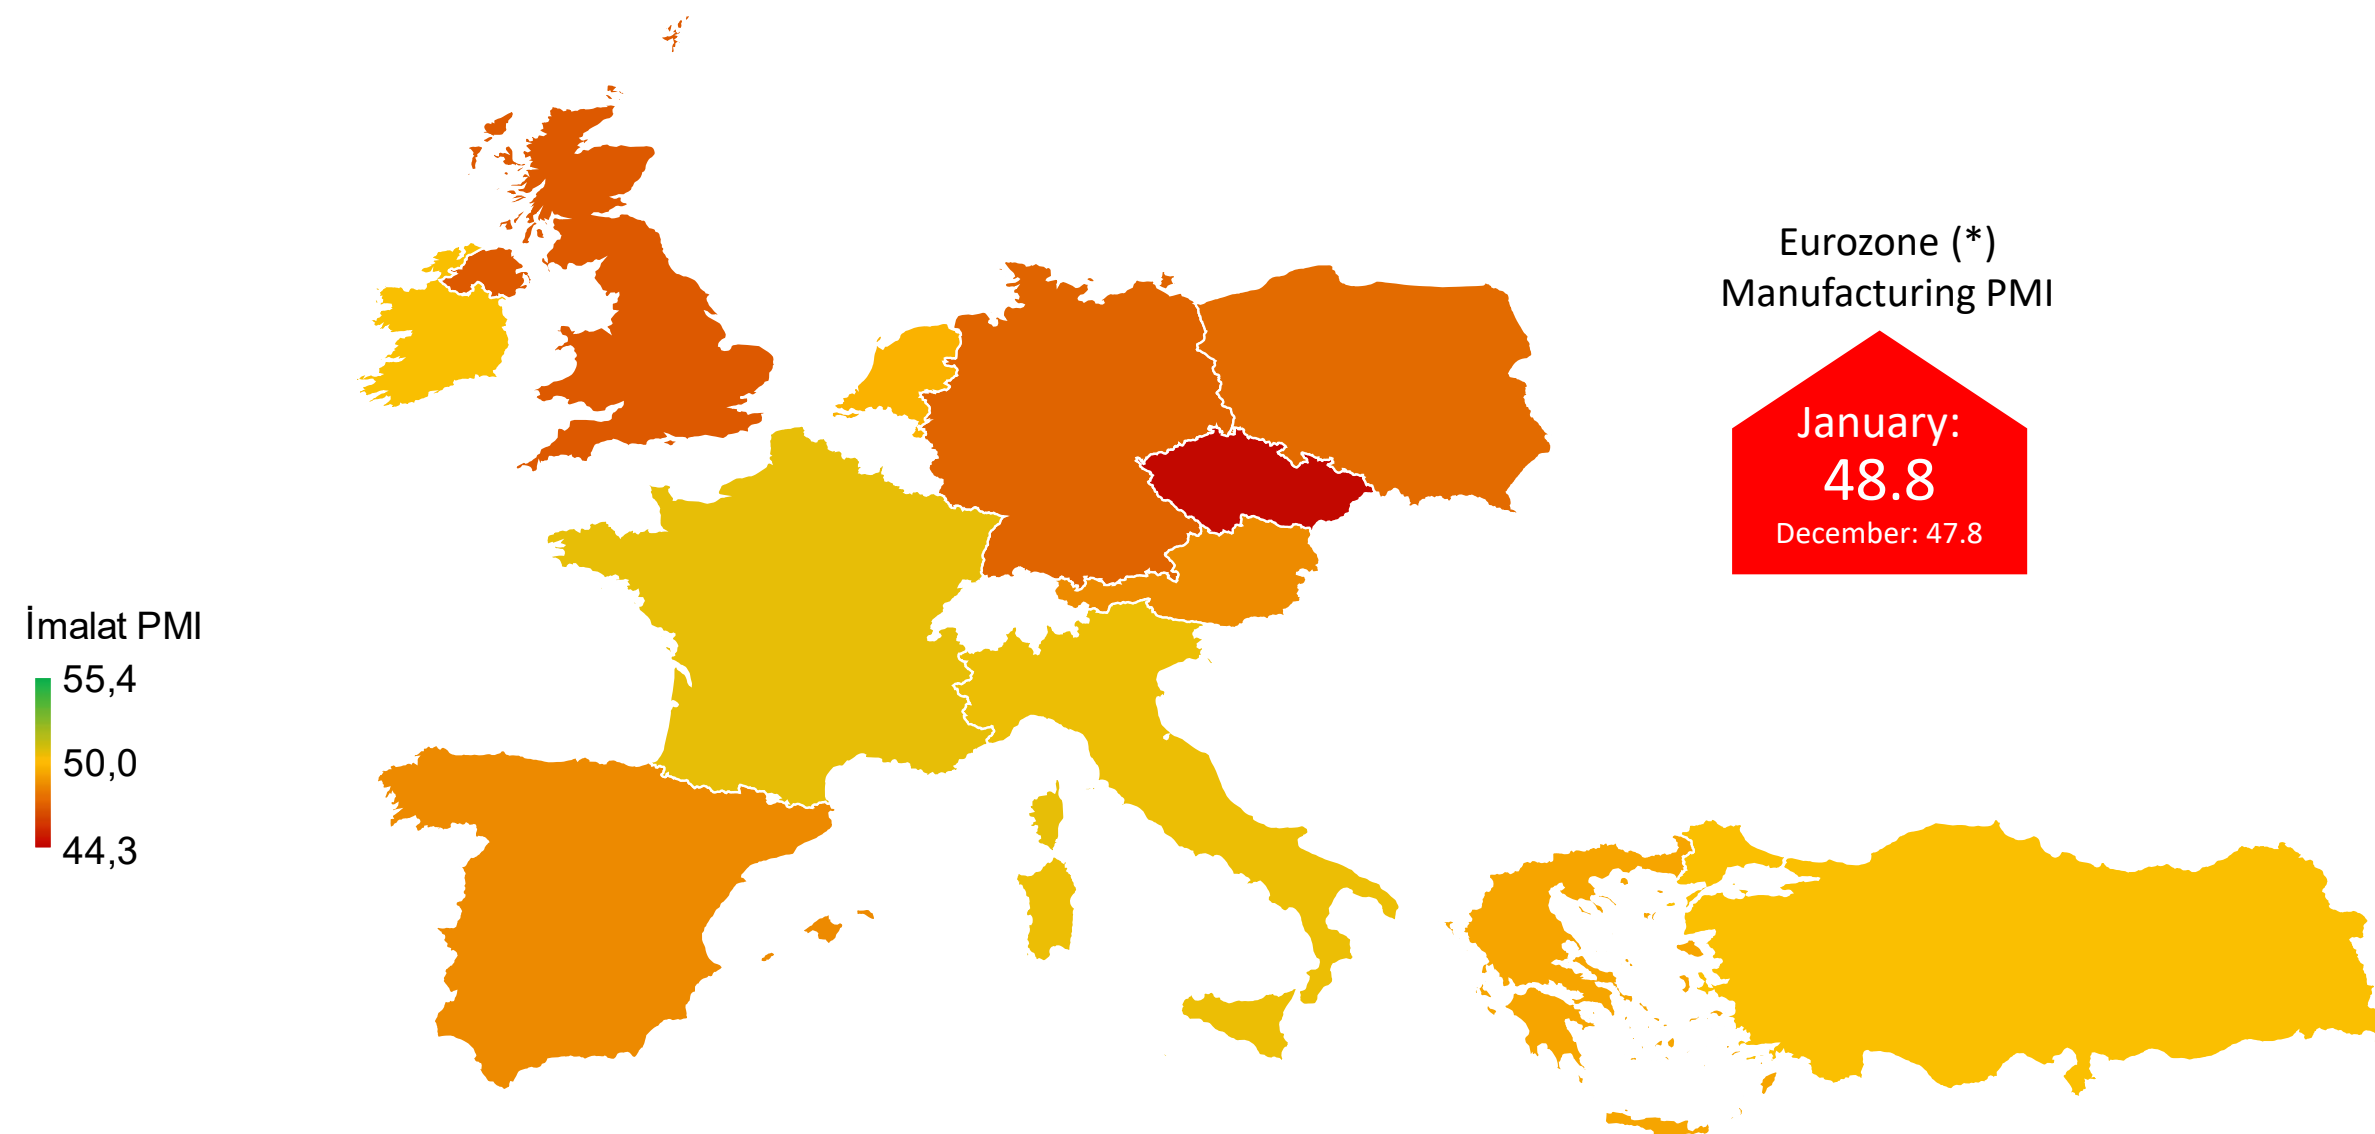 Eurozone (*)
Manufacturing PMI
January:
48.8
December: 47.8
İmalat PMI
55,4
50,0
44,3